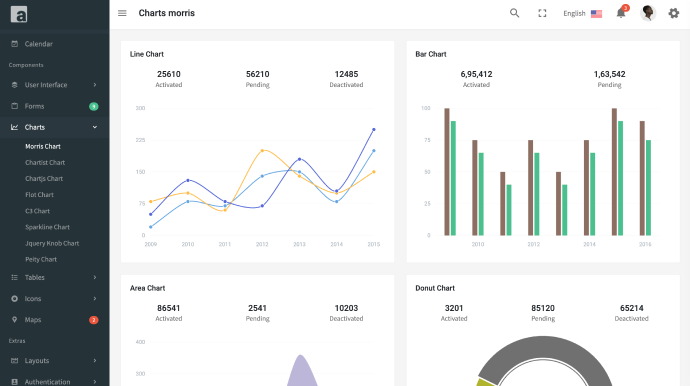 a
Charts morris
English
3
Calendar
Components
User Interface
Forms
8
Charts
Morris Chart
Chartist Chart
Chartjs Chart
Flot Chart
C3 Chart
Sparkline Chart
Jquery Knob Chart
Peity Chart
Tables
Icons
Maps
2
Extras
Layouts
Authentication
Line Chart
25610 56210 12485
Activated Pending Deactivated
300
225
150
75
0
2009 2010 2011 2012 2013 2014 2015
Bar Chart
6,95,412 1,63,542
Activated Pending
100
75
50
25
0
2010 2012 2014 2016
Area Chart
86541 2541 10203
Activated Pending Deactivated
400
300
Donut Chart
3201 85120 65214
Activated Pending Deactivated